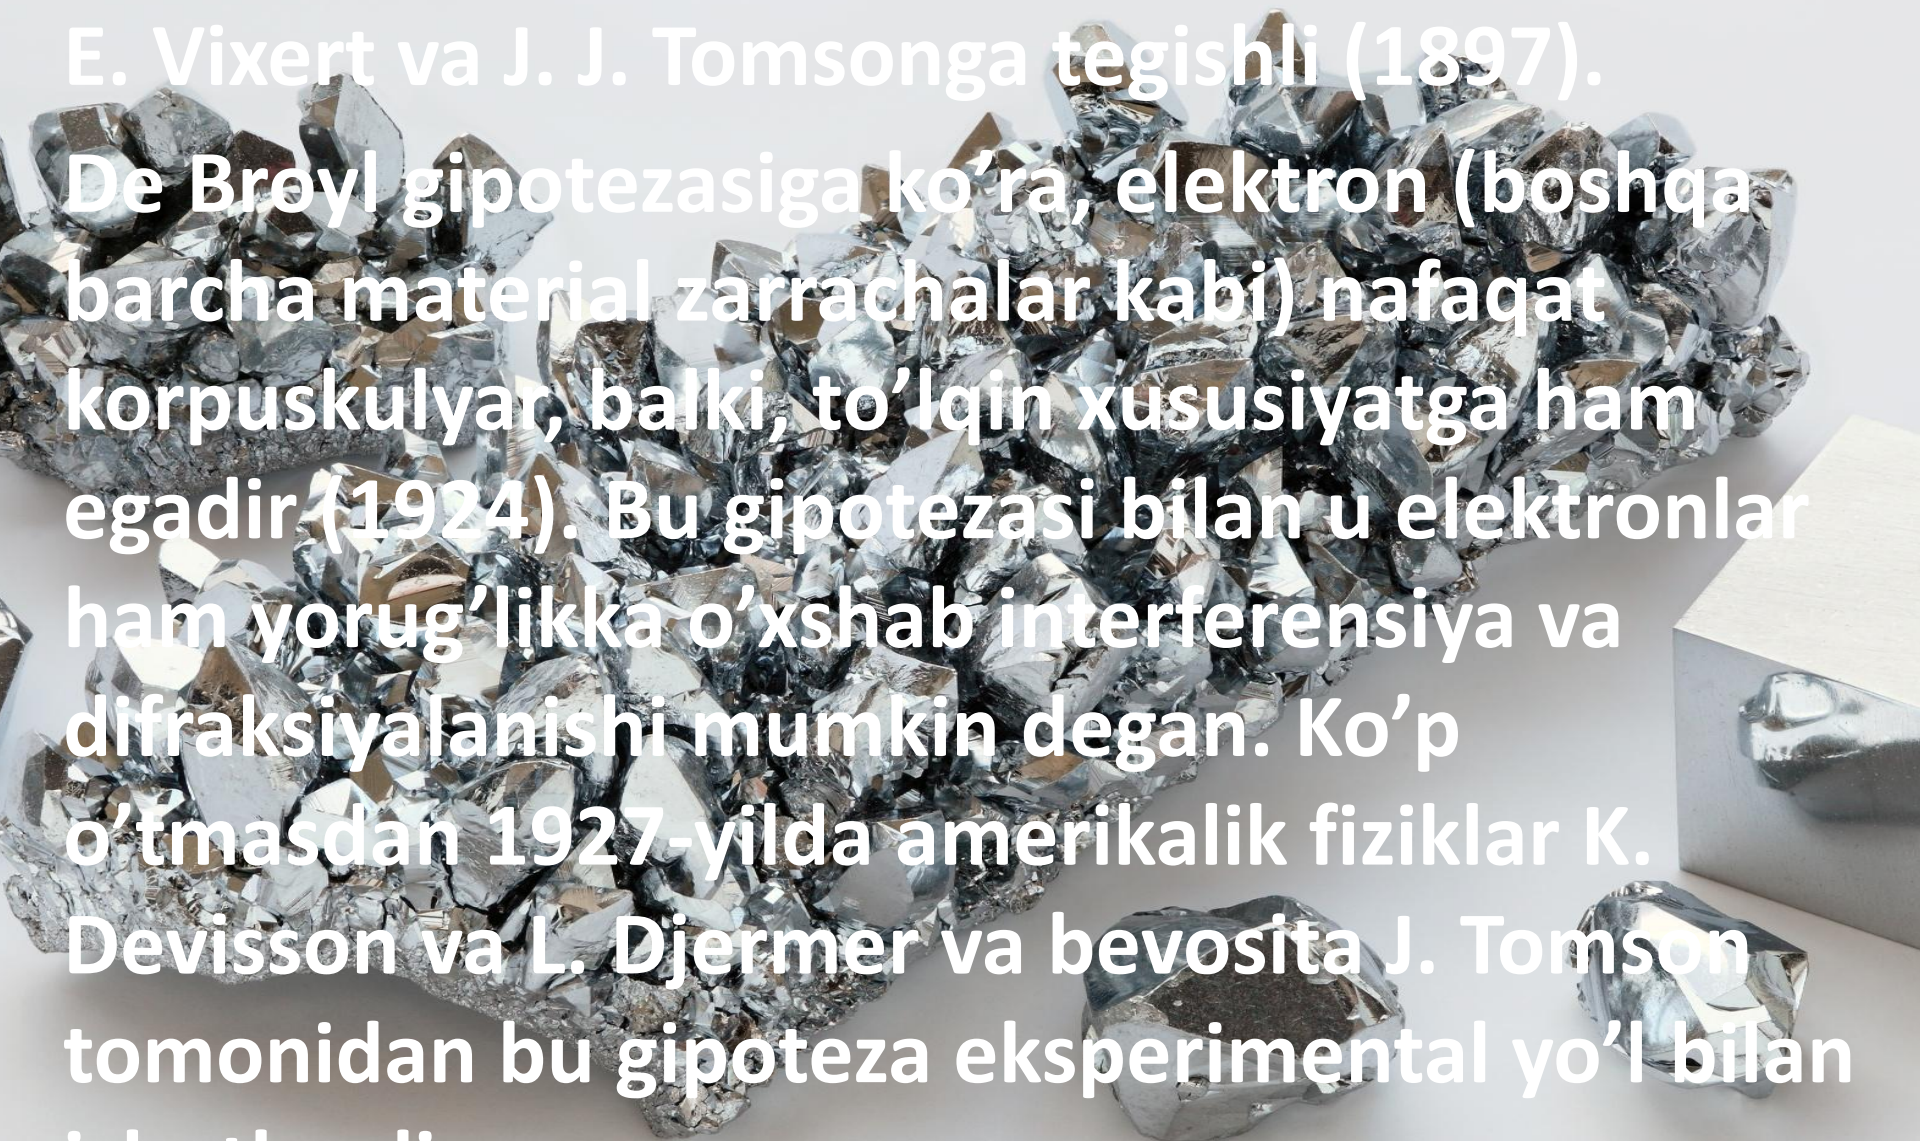 E. Vixert va J. J. Tomsonga tegishli (1897).
De Broyl gipotezasiga ko’ra, elektron (boshqa
barcha material zarrachalar kabi) nafaqat
korpuskulyar, balki, to’lqin xususiyatga ham
egadir (1924). Bu gipotezasi bilan u elektronlar
ham yorug’likka o’xshab interferensiya va
difraksiyalanishi mumkin degan. Ko’p
o’tmasdan 1927-yilda amerikalik fiziklar K.
Devisson va L. Djermer va bevosita J. Tomson
tomonidan bu gipoteza eksperimental yo’l bilan